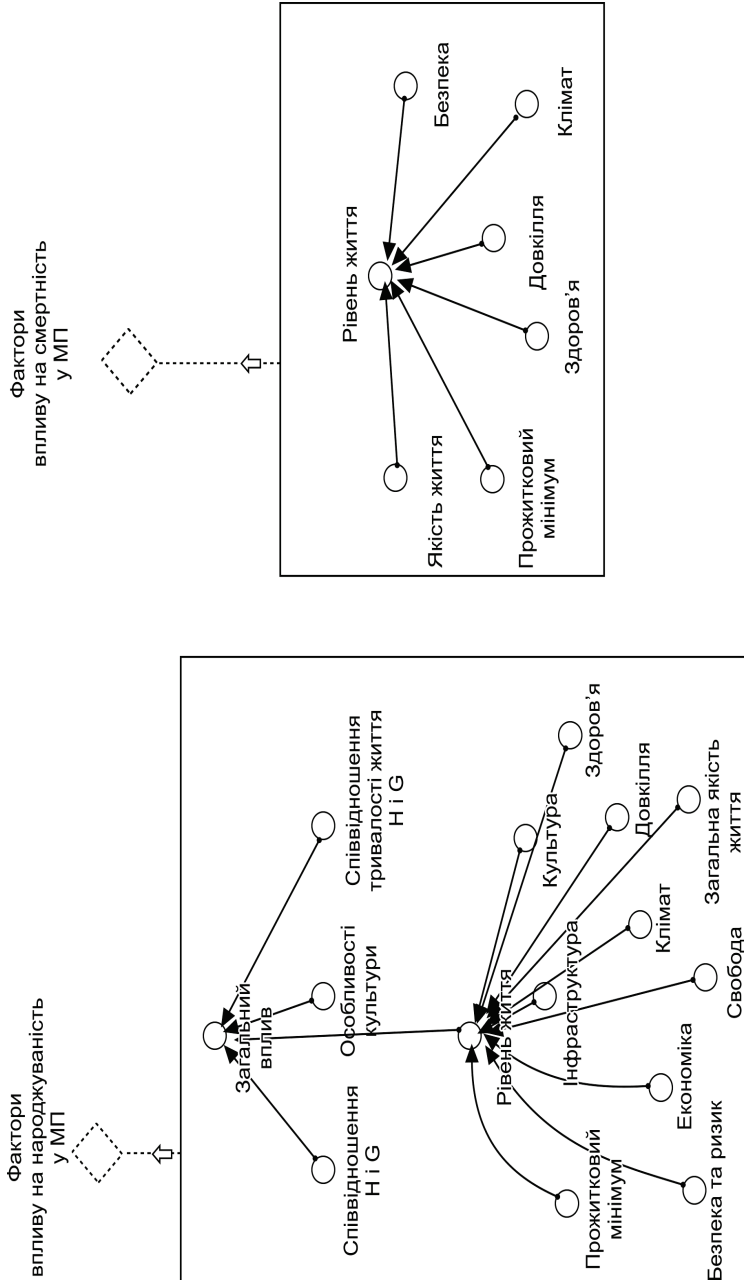 Фактори
впливу на народжуваність
у МП
Загальний
вплив
Співвідношення
Н і G
Особливості
культури
Співвідношення
тривалості життя
Н і G
Рівень життя
Прожитковий
мінімум
Безпека та ризик
Економіка
Інфраструктура
Свобода
Клімат
Культура
Довкілля
Загальна якість
життя
Здоров’я
Фактори
впливу на смертність
у МП
Рівень життя
Якість життя
Прожитковий
мінімум
Здоров’я
Довкілля
Клімат
Безпека